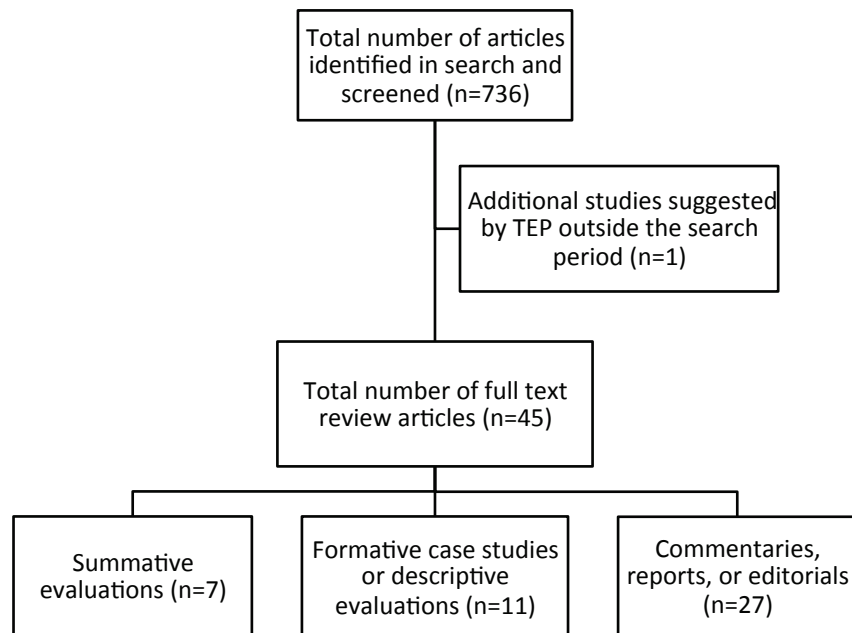 Total number of articles
identified in search and
screened (n=736)
Additional studies suggested
by TEP outside the search
period (n=1)
Total number of full text
review articles (n=45)
Summative
evaluations (n=7)
Formative case studies
or descriptive
evaluations (n=11)
Commentaries,
reports, or editorials
(n=27)